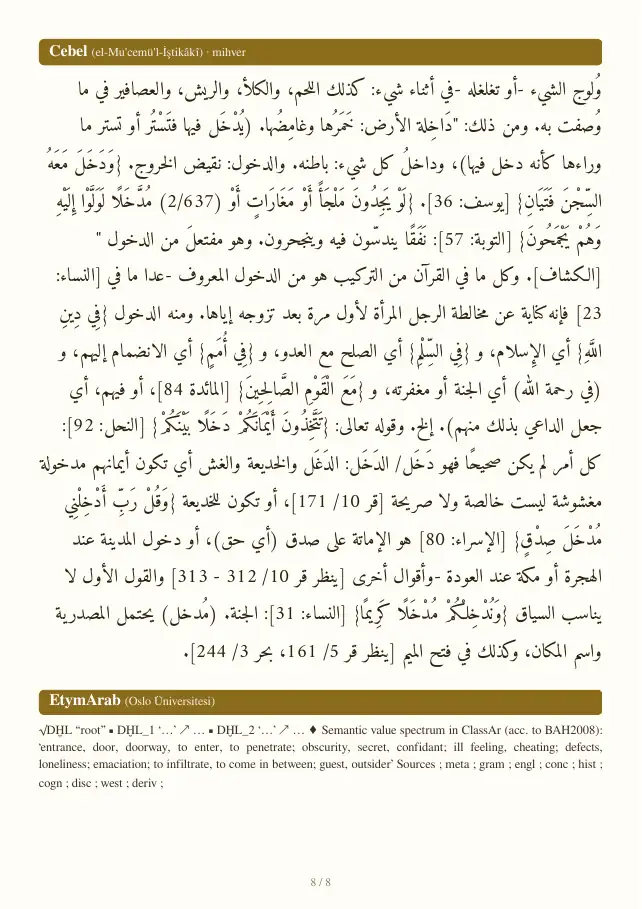 Cebel (el-Mu'cemü'l-İştikâkî) · mihver
وُلوج الشيء -أو تغلغله -في أثناء شيء: كذلك اللحم، والكلأ، والريش، والعصافير في ما
وُصفت به. ومن ذلك: "دَاخِلة الأرض: خَمَرُها وغامِضُها. (يُدْخَل فيها فتَسْتُر أو تستر ما
وراءها كأنه دخل فيها)، وداخلُ كل شيء: باطنه. والدخول: نقيض الخروج. {وَدَخَلَ مَعَهُ
السِّجْنَ فَتَيَانِ} [يوسف: 36]. {لَوْ يَجِدُونَ مَلْجَأً أَوْ مَغَارَاتٍ أَوْ (2/637) مُدَّخَلًا لَوَلَّوْا إِلَيْهِ
وَهُمْ يَجْمَحُونَ} [التوبة: 57]: نَفَقًا يندسّون فيه وينجحرون. وهو مفتعلَ من الدخول "
[الكشاف]. وكل ما في القرآن من التركيب هو من الدخول المعروف -عدا ما في [النساء:
23] فإنه كناية عن مخالطة الرجل المرأة لأول مرة بعد تزوجه إياها. ومنه الدخول {فِي دِينِ
اللَّهِ} أي الإسلام، و {فِي السِّلْمِ} أي الصلح مع العدو، و {فِي أُمَمٍ} أي الانضمام إليهم، و
(في رحمة الله) أي الجنة أو مغفرته، و {مَعَ الْقَوْمِ الصَّالِحِينَ} [المائدة 84]، أو فيهم، أي
جعل الداعي بذلك منهم). إلخ. وقوله تعالى: {تَتَّخِذُونَ أَيْمَانَكُمْ دَخَلًا بَيْنَكُمْ} [النحل: 92]:
كل أمر لم يكن صحيحًا فهو دَخَل/ الدَخَل: الدَغَل والخديعة والغش أي تكون أيمانهم مدخولة
مغشوشة ليست خالصة ولا صريحة [قر 10/ 171]، أو تكون للخديعة {وَقُلْ رَبِّ أَدْخِلْنِي
مُدْخَلَ صِدْقٍ} [الإسراء: 80] هو الإماتة على صدق (أي حق)، أو دخول المدينة عند
الهجرة أو مكة عند العودة -وأقوال أخرى [ينظر قر 10/ 312 - 313] والقول الأول لا
يناسب السياق {وَنُدْخِلْكُمْ مُدْخَلًا كَرِيمًا} [النساء: 31]: الجنة. (مُدخل) يحتمل المصدرية
واسم المكان، وكذلك في فتح الميم [ينظر قر 5/ 161، بحر 3/ 244].
EtymArab (Oslo Üniversitesi)
√DḪL “root” ▪ DḪL_1 ‘…’ ↗ … ▪ DḪL_2 ‘…’ ↗ … ♦ Semantic value spectrum in ClassAr (acc. to BAH2008):
‘entrance, door, doorway, to enter, to penetrate; obscurity, secret, confidant; ill feeling, cheating; defects,
loneliness; emaciation; to infiltrate, to come in between; guest, outsider’ Sources ; meta ; gram ; engl ; conc ; hist ;
cogn ; disc ; west ; deriv ;
8 / 8